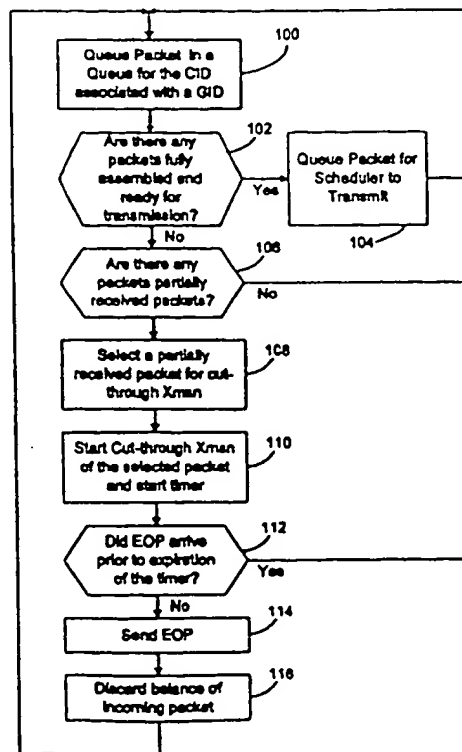 100
Queue Packet in a
Queue for the CID
associated with a GID
102
Are there any
packets fully
assembled and
ready for
transmission?
Yes
Queue Packet for
Scheduler to
Transmit
104
No
106
Are there any
packets partially
received packets?
No
Select a partially
received packet for cut-
through Xman
108
Start Cut-through Xman
of the selected packet
and start timer
110
Did EOP arrive
prior to expiration
of the timer?
112
Yes
No
114
Send EOP
Discard balance of
incoming packet
116